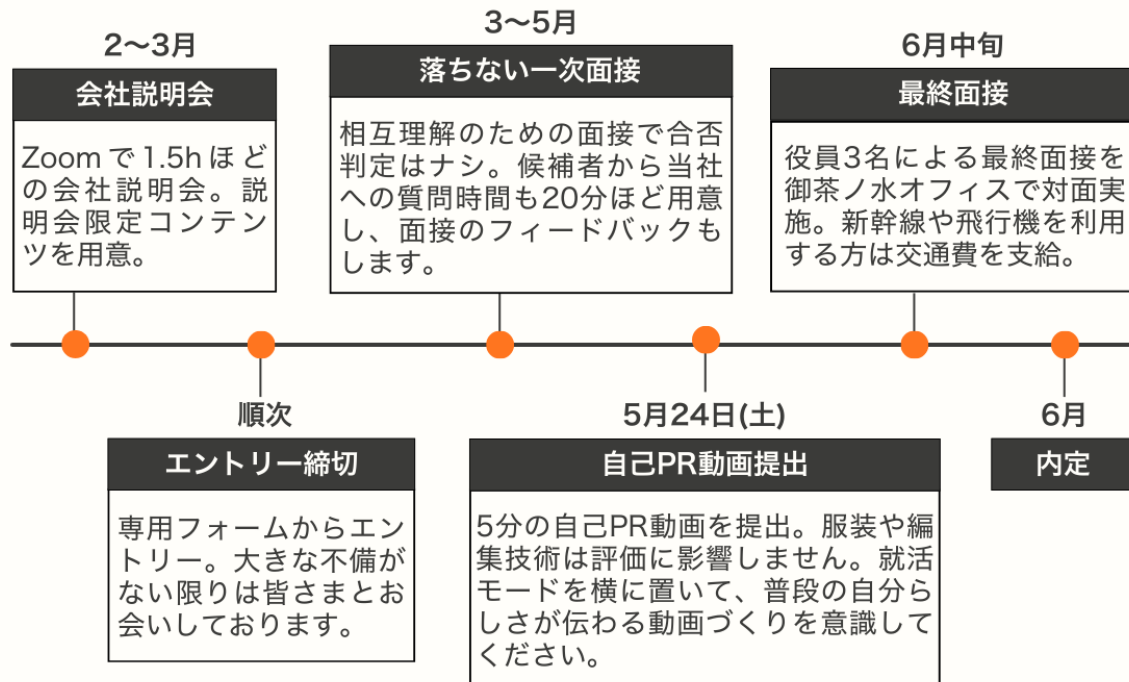 2〜3月
会社説明会
Zoomで1.5hほど
の会社説明会。説
明会限定コンテン
ツを用意。
順次
エントリー締切
専用フォームからエン
トリー。大きな不備が
ない限りは皆さまとお
会いしております。
3〜5月
落ちない一次面接
相互理解のための面接で合否
判定はナシ。候補者から当社
への質問時間も20分ほど用意
し、面接のフィードバックも
します。
5月24日(土)
自己PR動画提出
5分の自己PR動画を提出。服装や編
集技術は評価に影響しません。就活
モードを横に置いて、普段の自分ら
しさが伝わる動画づくりを意識して
ください。
6月中旬
最終面接
役員3名による最終面接を
御茶ノ水オフィスで対面実
施。新幹線や飛行機を利用
する方は交通費を支給。
6月
内定